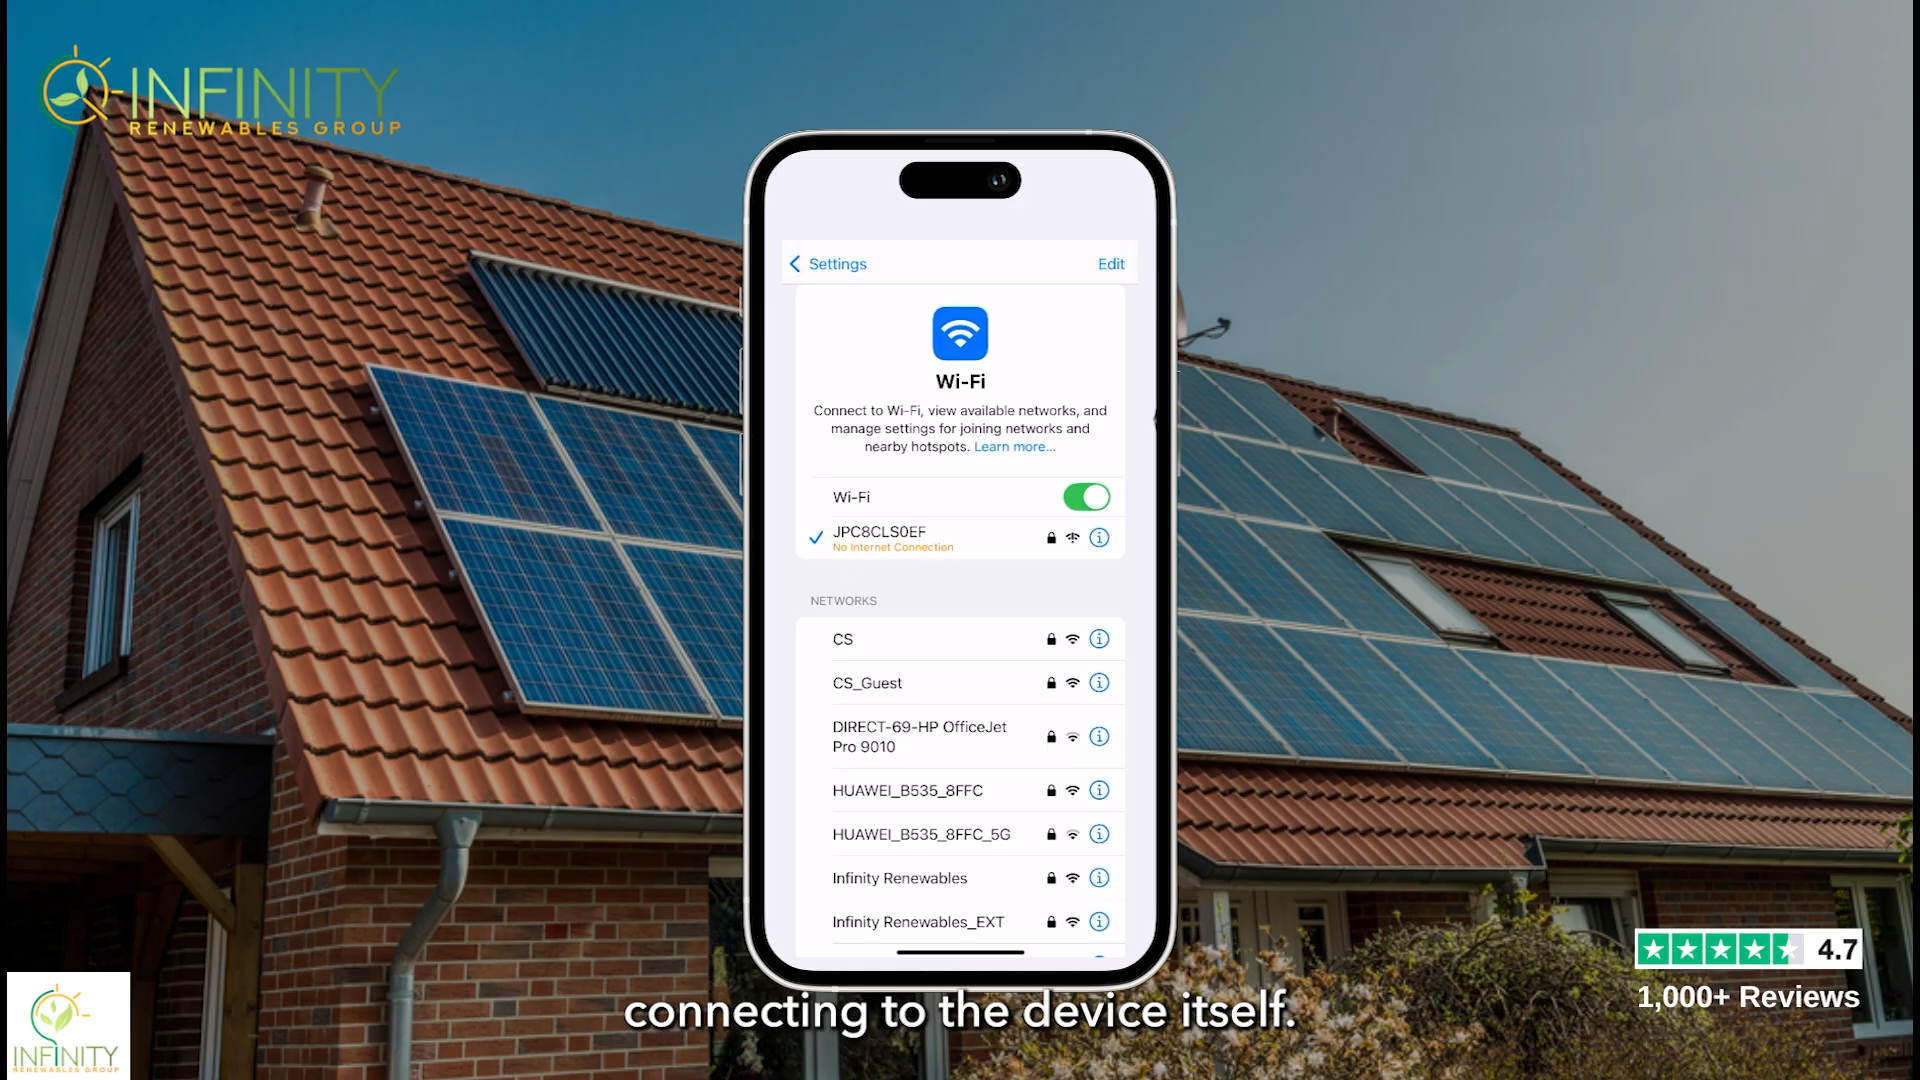 INFINITY
RENEWABLES GROUP
Settings
Edit
Wi-Fi
Connect to Wi-Fi, view available networks, and
manage settings for joining networks and
nearby hotspots. Learn more...
Wi-Fi
JPC8CLS0EF
No Internet Connection
NETWORKS
CS
CS_Guest
DIRECT-69-HP OfficeJet
Pro 9010
HUAWEI_B535_8FFC
HUAWEI_B535_8FFC_5G
Infinity Renewables
Infinity Renewables_EXT
4.7
1,000+ Reviews
connecting to the device itself.
INFINITY
RENEWABLES GROUP